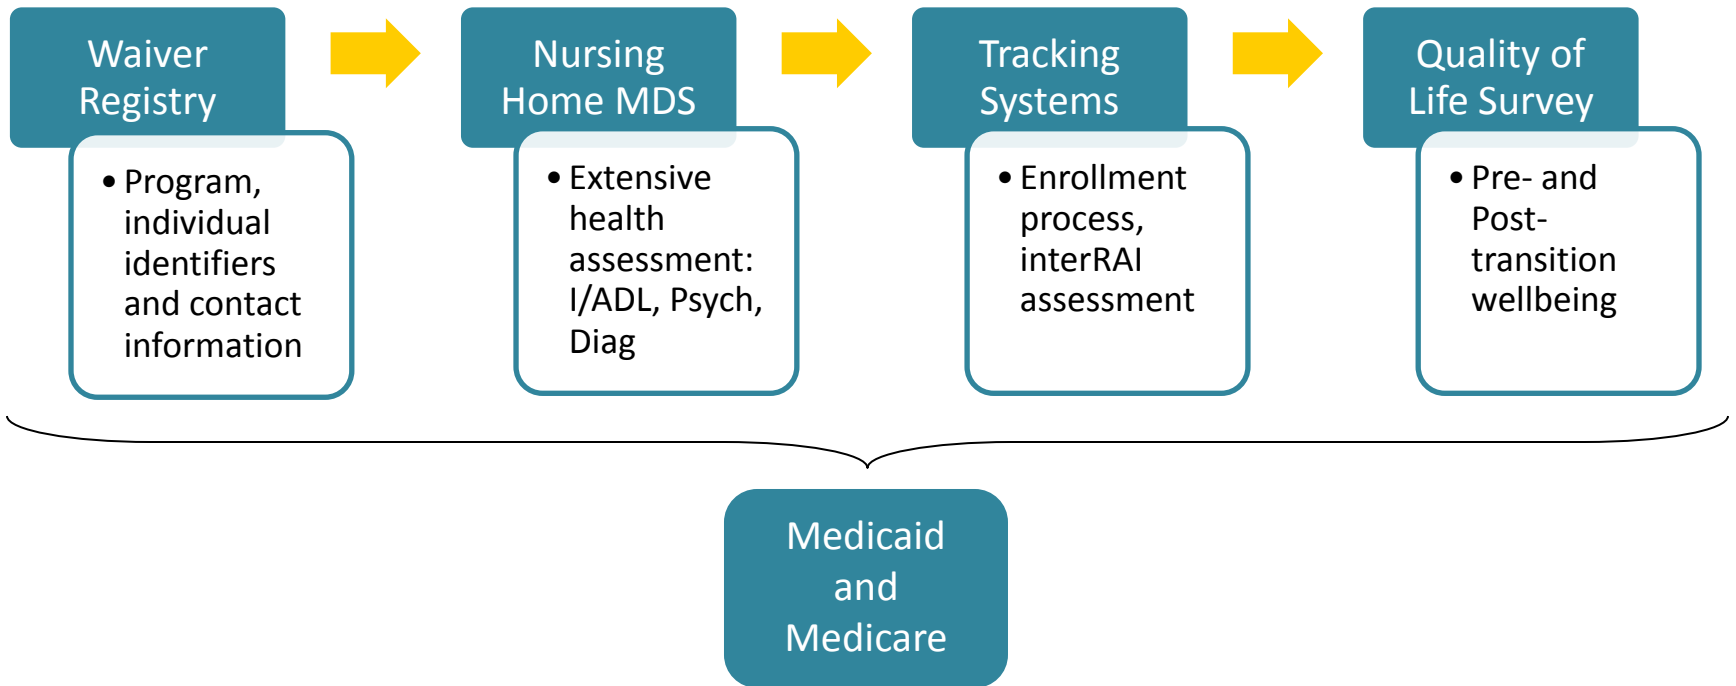 Waiver
Registry
• Program,
individual
identifiers
and contact
information
Nursing
Home MDS
• Extensive
health
assessment:
I/ADL, Psych,
Diag
Tracking
Systems
• Enrollment
process,
interRAI
assessment
Quality of
Life Survey
• Pre- and
Post-
transition
wellbeing
Medicaid
and
Medicare